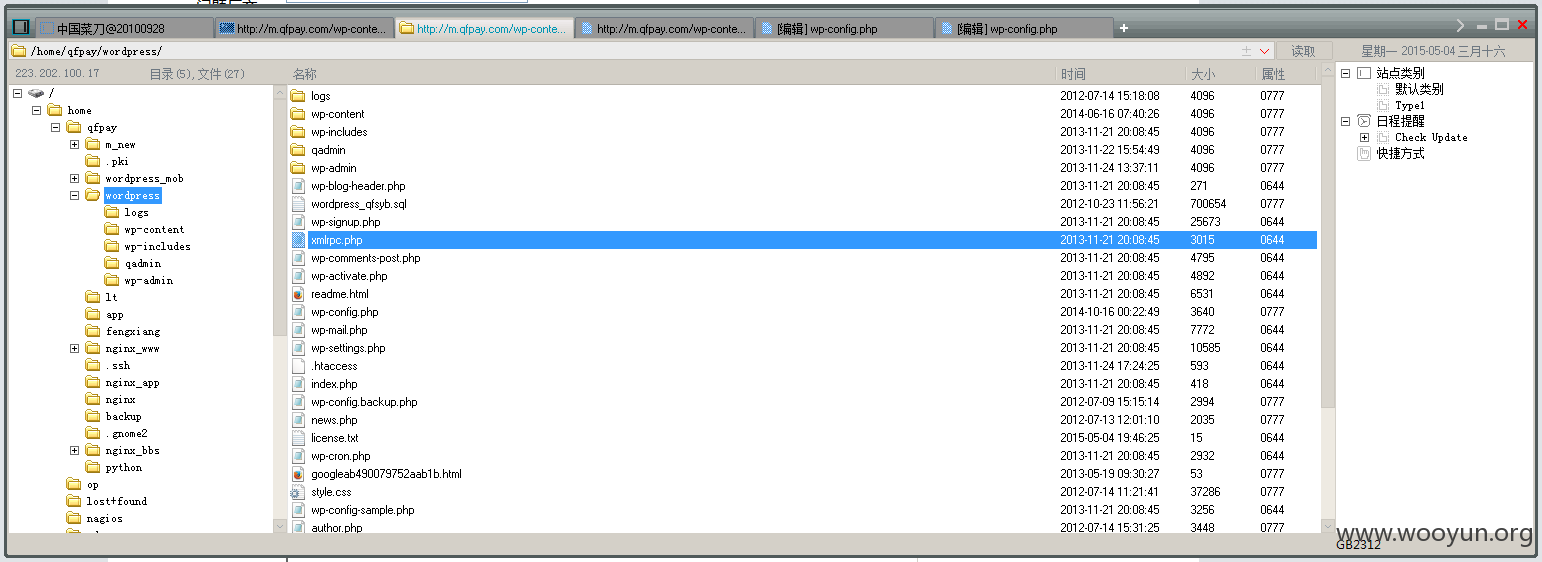 中国菜刀@20100928 http://m.qfpay.com/wp-conte... http://m.qfpay.com/wp-conte... http://m.qfpay.com/wp-conte... [编辑] wp-config.php [编辑] wp-config.php
/home/qfpay/wordpress/ 读取 星期一 2015-05-04 三月十六
223.202.100.17 目录(5),文件(27) 名称 时间 大小 属性
/
home
qfpay
m_new
.pki
wordpress_mob
wordpress
logs
wp-content
wp-includes
qadmin
wp-admin
lt
app
fengxiang
nginx_www
.ssh
nginx_app
nginx
backup
.gnome2
nginx_bbs
python
op
lost+found
nagios
logs 2012-07-14 15:18:08 4096 0777
wp-content 2014-06-16 07:40:26 4096 0777
wp-includes 2013-11-21 20:08:45 4096 0777
qadmin 2013-11-22 15:54:49 4096 0777
wp-admin 2013-11-24 13:37:11 4096 0777
wp-blog-header.php 2013-11-21 20:08:45 271 0644
wordpress_qfsyb.sql 2012-10-23 11:56:21 700654 0777
wp-signup.php 2013-11-21 20:08:45 25673 0644
xmlrpc.php 2013-11-21 20:08:45 3015 0644
wp-comments-post.php 2013-11-21 20:08:45 4795 0644
wp-activate.php 2013-11-21 20:08:45 4892 0644
readme.html 2013-11-21 20:08:45 6531 0644
wp-config.php 2014-10-16 00:22:49 3640 0777
wp-mail.php 2013-11-21 20:08:45 7772 0644
wp-settings.php 2013-11-21 20:08:45 10585 0644
.htaccess 2013-11-24 17:24:25 593 0644
index.php 2013-11-21 20:08:45 418 0644
wp-config.backup.php 2012-07-09 15:15:14 2994 0777
news.php 2012-07-13 12:01:10 2035 0777
license.txt 2015-05-04 19:46:25 15 0644
wp-cron.php 2013-11-21 20:08:45 2932 0644
googleab490079752aab1b.html 2013-05-19 09:30:27 53 0777
style.css 2012-07-14 11:21:41 37286 0777
wp-config-sample.php 2013-11-21 20:08:45 3256 0644
author.php 2012-07-14 15:31:25 3448 0777
站点类别
默认类别
Type1
日程提醒
Check Update
快捷方式
www.wooyun.org
GB2312